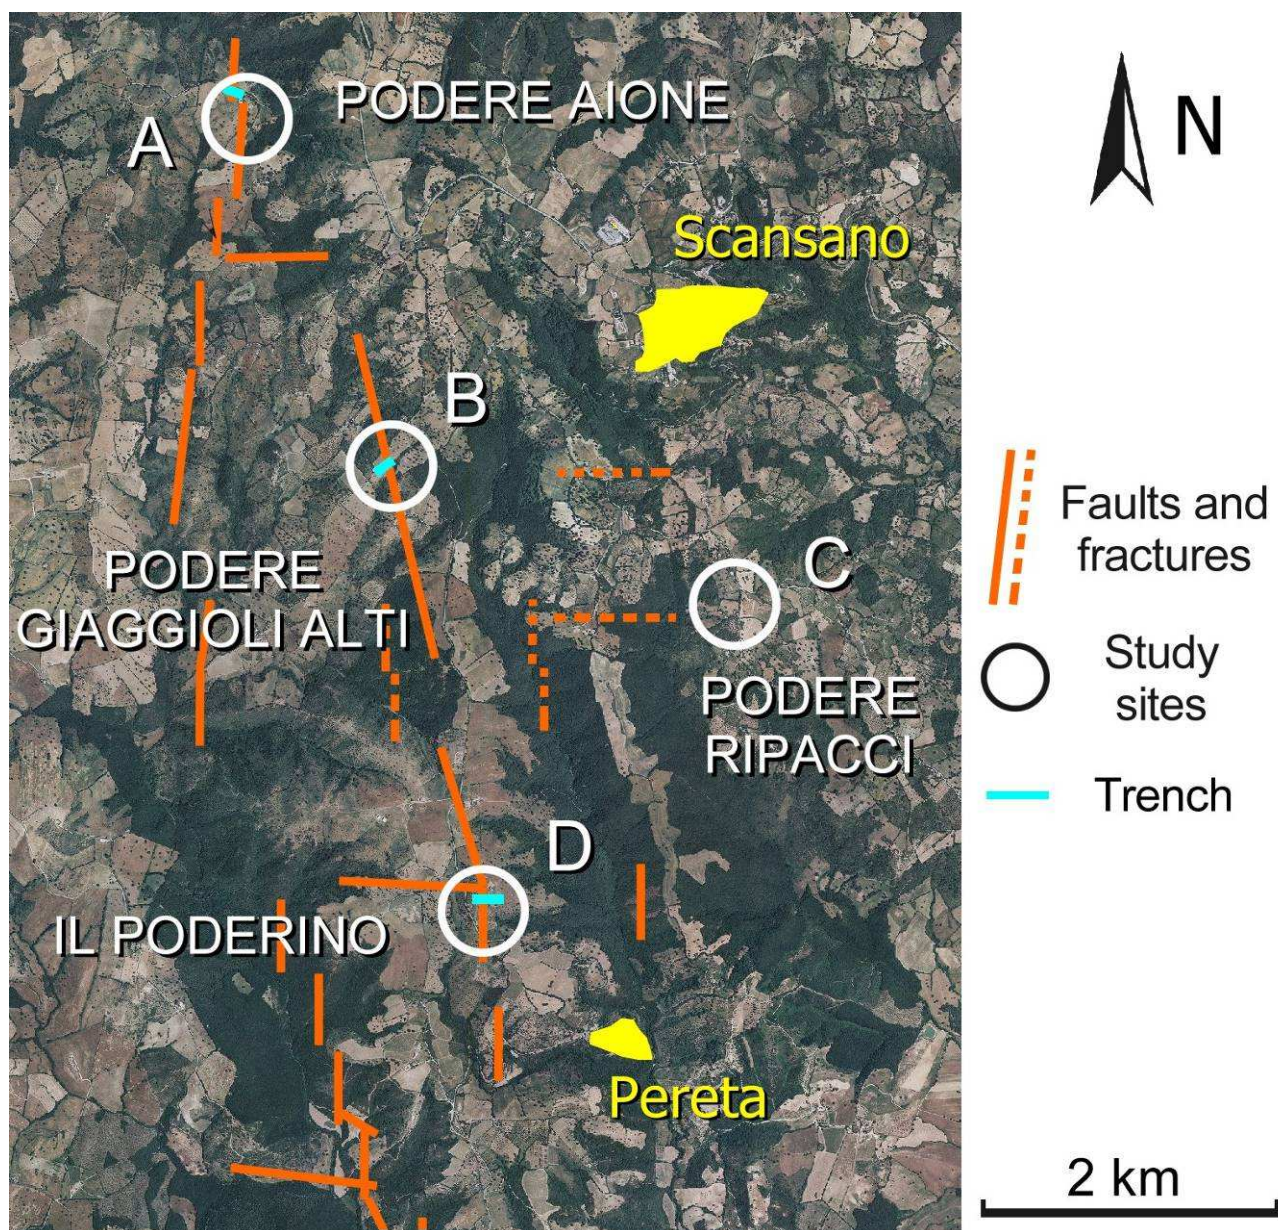 PODERE AIONE
N
A
Scansano
B
Faults and
fractures
C
PODERE
GIAGGIOLI ALTI
Study
sites
PODERE
RIPACCI
Trench
D
IL PODERINO
Pereta
2 km